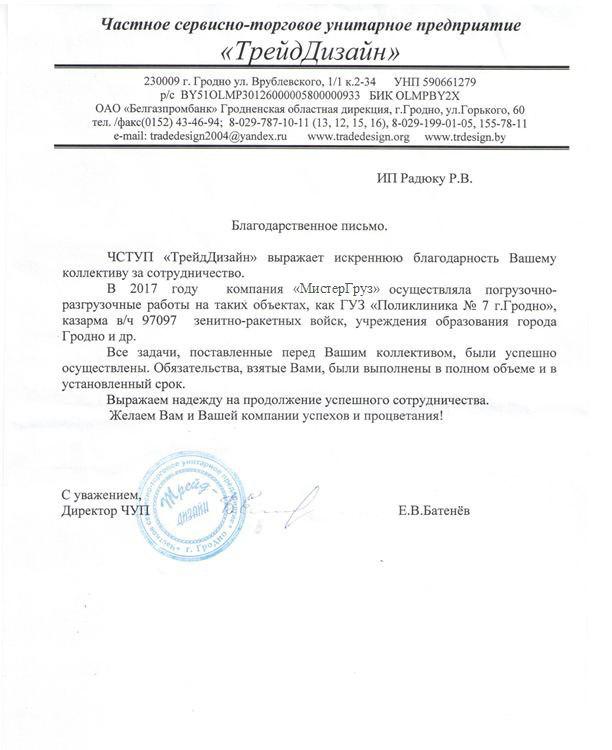 Частное сервисно-торговое унитарное предприятие
«ТрейдДизайн»
230009 г. Гродно ул. Врублевского, 1/1 к.2-34 УНП 590661279
р/с BY51OLMP30126000005800000933 БИК OLMPBY2X
ОАО «Белгазпромбанк» Гродненская областная дирекция, г.Гродно, ул.Горького, 60
тел. /факс(0152) 43-46-94; 8-029-787-10-11 (13, 12, 15, 16), 8-029-199-01-05, 155-78-11
e-mail: tradedesign2004@yandex.ru www.tradedesign.org www.trdesign.by
ИП Радюку Р.В.
Благодарственное письмо.
ЧСТУП «ТрейдДизайн» выражает искреннюю благодарность Вашему
коллективу за сотрудничество.
В 2017 году компания «МистерГруз» осуществляла погрузочно-
разгрузочные работы на таких объектах, как ГУЗ «Поликлиника № 7 г.Гродно»,
казарма в/ч 97097 зенитно-ракетных войск, учреждения образования города
Гродно и др.
Все задачи, поставленные перед Вашим коллективом, были успешно
осуществлены. Обязательства, взятые Вами, были выполнены в полном объеме и в
установленный срок.
Выражаем надежду на продолжение успешного сотрудничества.
Желаем Вам и Вашей компании успехов и процветания!
С уважением,
Директор ЧУП
Е.В.Батенёв
Частное сервисно-торговое унитарное предприятие
Трейд-
ДИЗАЙН
г. Гродно